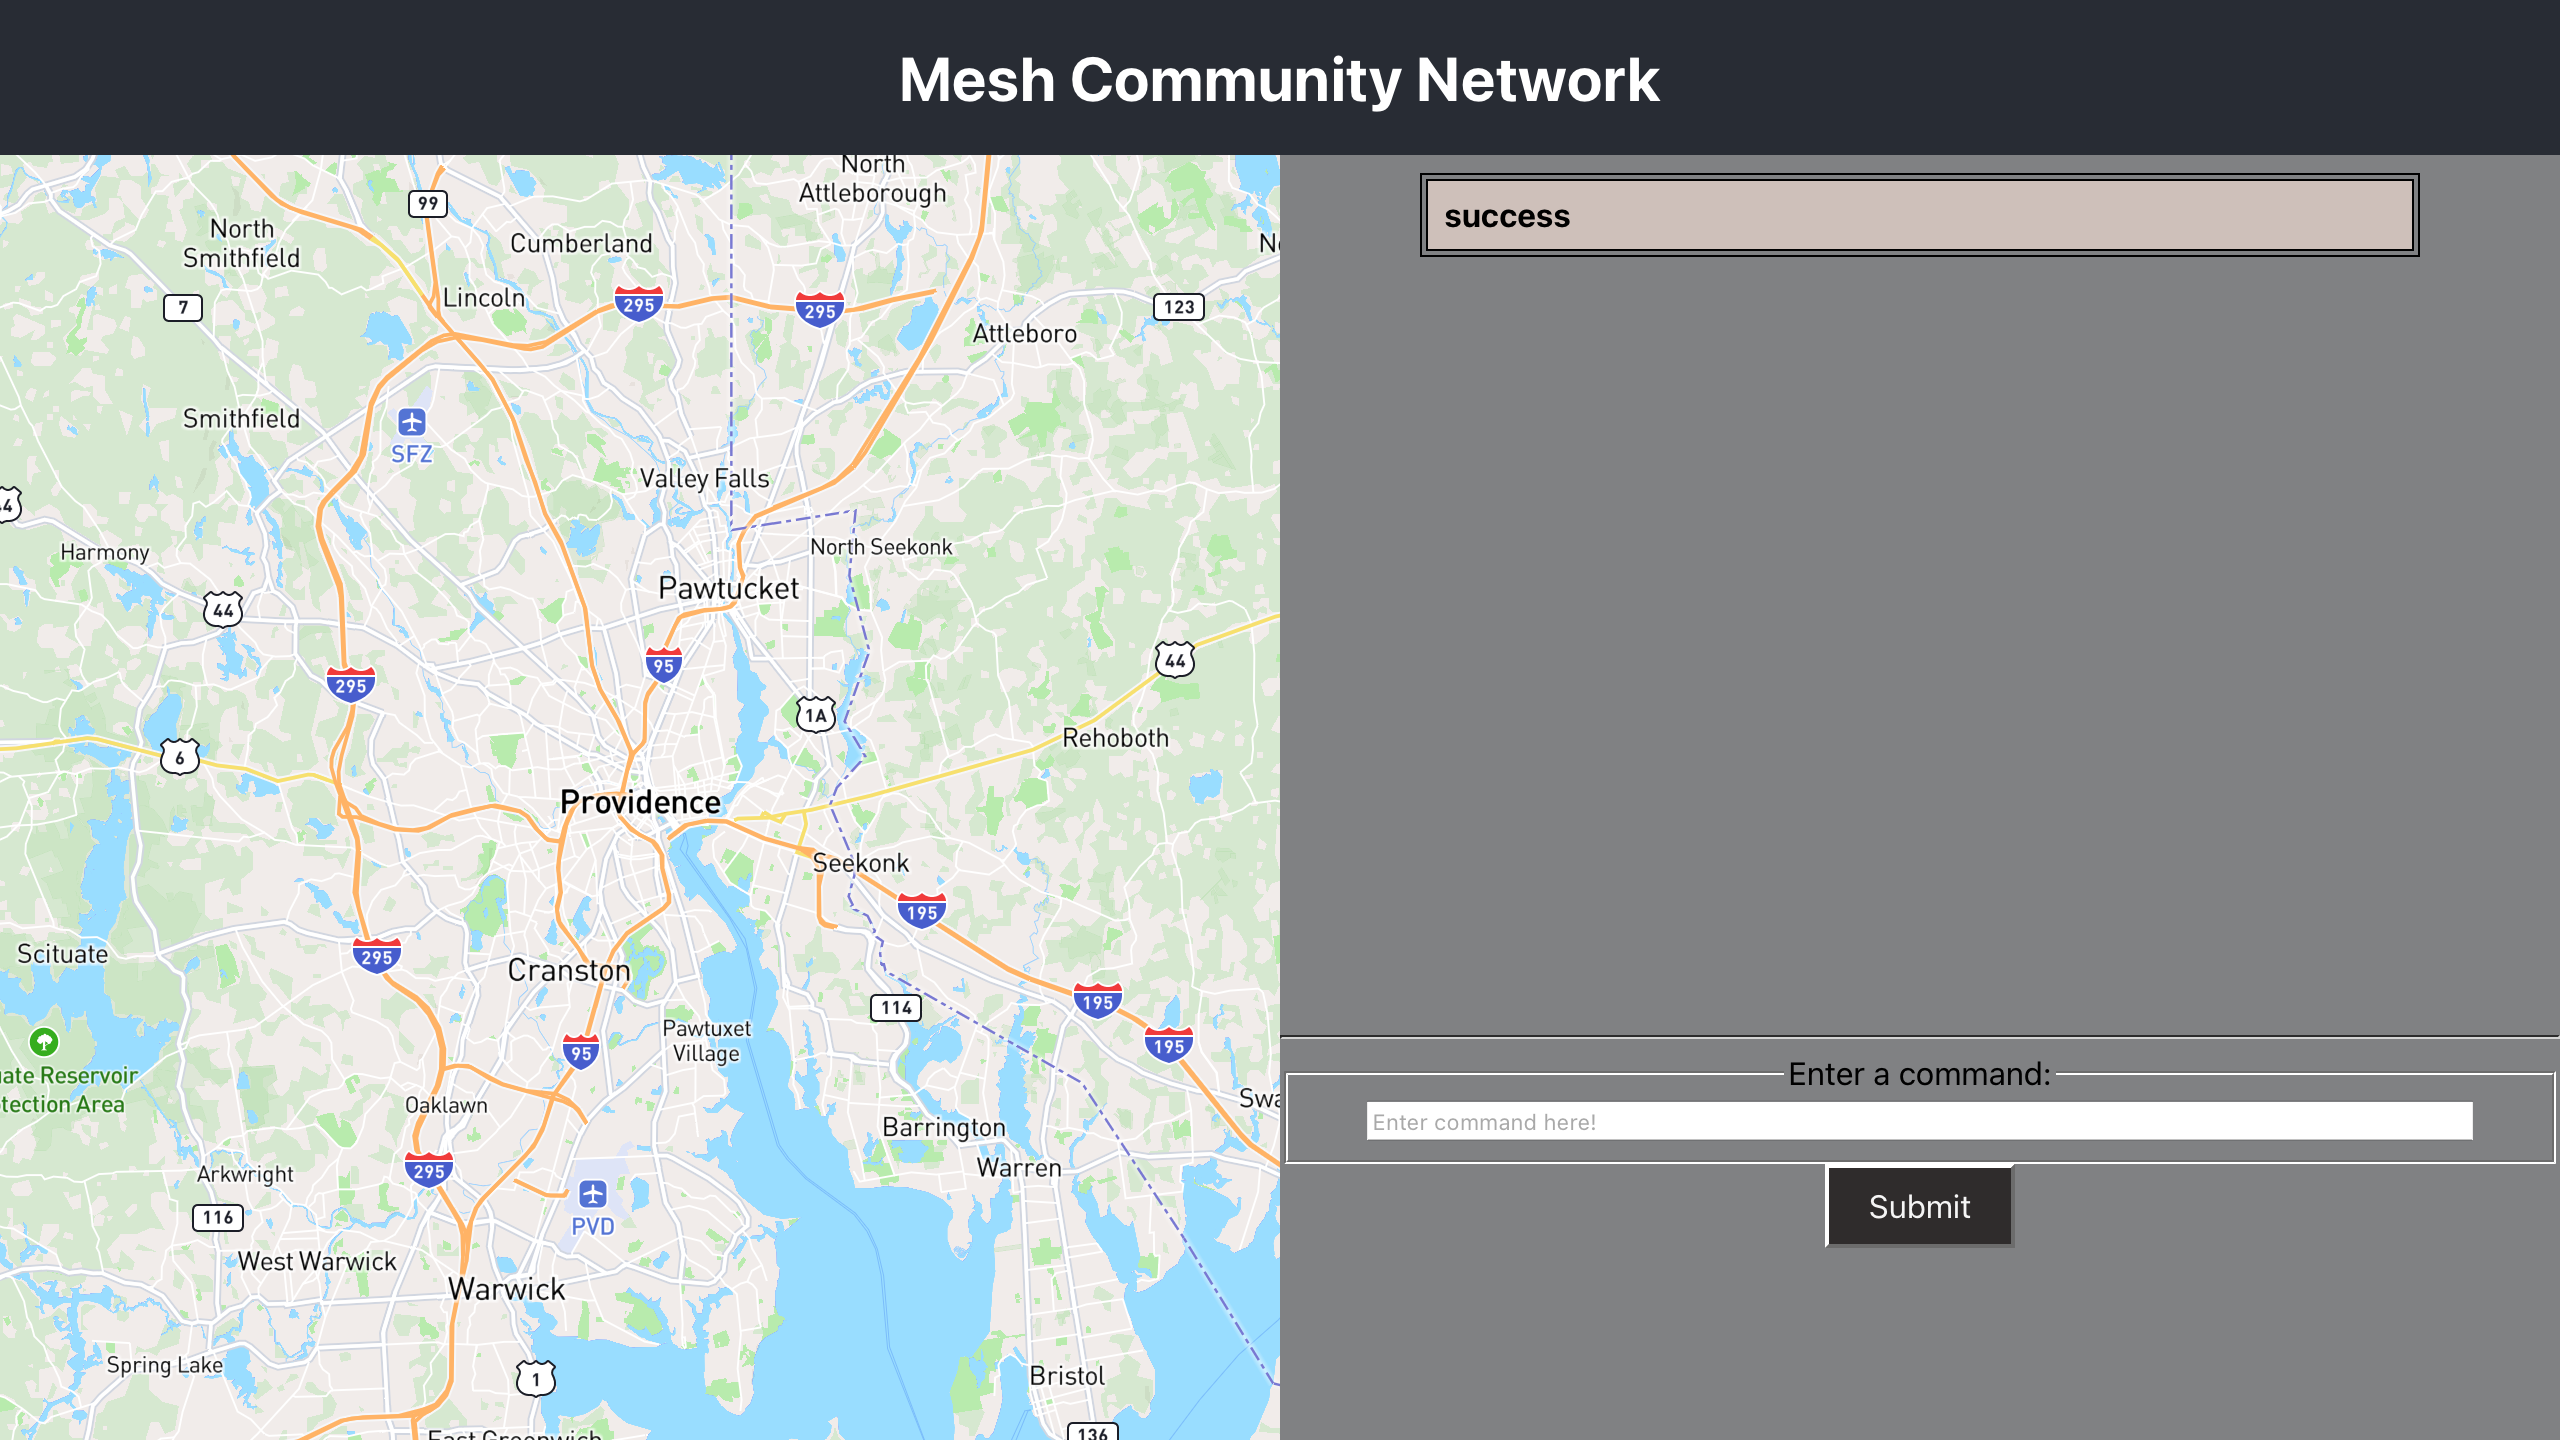 Mesh Community Network
North
Attleborough
99
North
Smithfield
Cumberland
7
Lincoln
295
295
123
Attleboro
Smithfield
SFZ
Valley Falls
Harmony
North Seekonk
Pawtucket
44
95
44
295
1A
6
Rehoboth
Providence
Seekonk
195
Scituate
295
Cranston
195
114
Pawtuxet
Village
195
95
ate Reservoir
tection Area
Oaklawn
Swa
Barrington
Warren
295
Arkwright
116
PVD
West Warwick
Warwick
Spring Lake
1
Bristol
East Greenwich
136
success
Enter a command:
Enter command here!
Submit